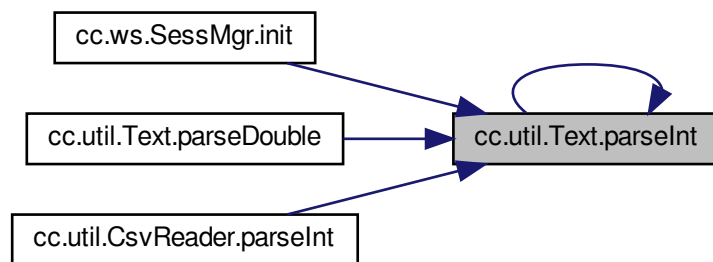 cc.ws.SessMgr.init
cc.util.Text.parseDouble
cc.util.Text.parseInt
cc.util.CsvReader.parseInt